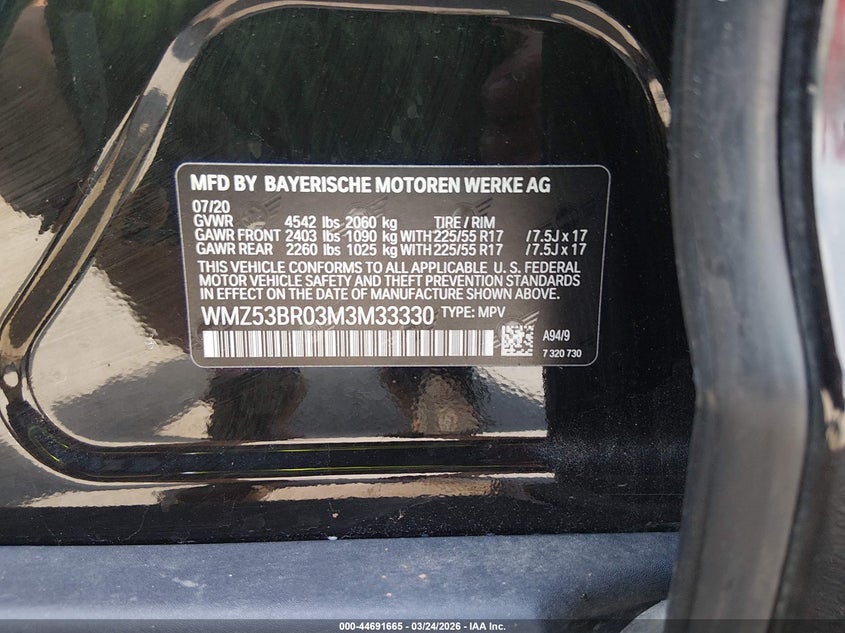 MFD BY BAYERISCHE MOTOREN WERKE AG
07/20
GVWR 4542 lbs 2060 kg TIRE / RIM
GAWR FRONT 2403 lbs 1090 kg WITH 225/55 R17 /7.5J x 17
GAWR REAR 2260 lbs 1025 kg WITH 225/55 R17 /7.5J x 17
THIS VEHICLE CONFORMS TO ALL APPLICABLE U. S. FEDERAL
MOTOR VEHICLE SAFETY AND THEFT PREVENTION STANDARDS
IN EFFECT ON THE DATE OF MANUFACTURE SHOWN ABOVE.
WMZ53BR03M3M33330 TYPE: MPV
A94/9
7 320 730
000-44691665 - 03/24/2026 - IAA Inc.